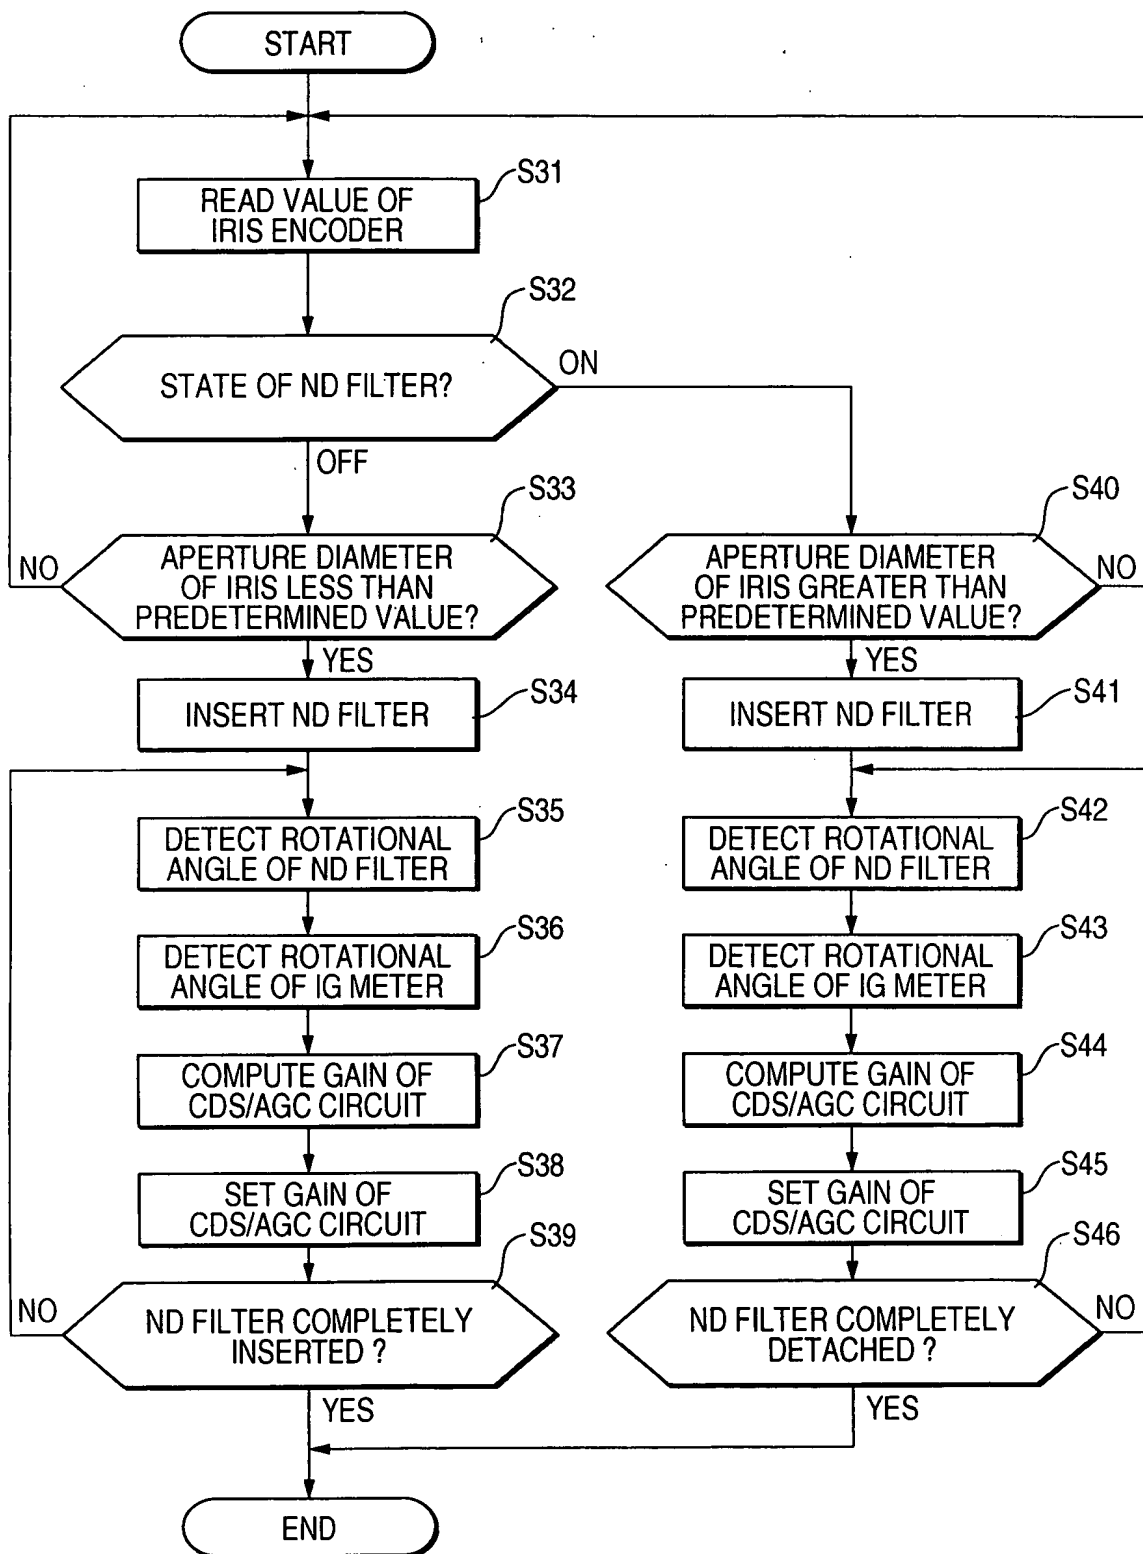 START
S31
READ VALUE OF
IRIS ENCODER
S32
STATE OF ND FILTER?
ON
OFF
S33
APERTURE DIAMETER
OF IRIS LESS THAN
PREDETERMINED VALUE?
NO
YES
S40
APERTURE DIAMETER
OF IRIS GREATER THAN
PREDETERMINED VALUE?
NO
YES
S34
INSERT ND FILTER
S41
INSERT ND FILTER
S35
DETECT ROTATIONAL
ANGLE OF ND FILTER
S42
DETECT ROTATIONAL
ANGLE OF ND FILTER
S36
DETECT ROTATIONAL
ANGLE OF IG METER
S43
DETECT ROTATIONAL
ANGLE OF IG METER
S37
COMPUTE GAIN OF
CDS/AGC CIRCUIT
S44
COMPUTE GAIN OF
CDS/AGC CIRCUIT
S38
SET GAIN OF
CDS/AGC CIRCUIT
S45
SET GAIN OF
CDS/AGC CIRCUIT
S39
ND FILTER COMPLETELY
INSERTED ?
NO
YES
S46
ND FILTER COMPLETELY
DETACHED ?
NO
YES
END